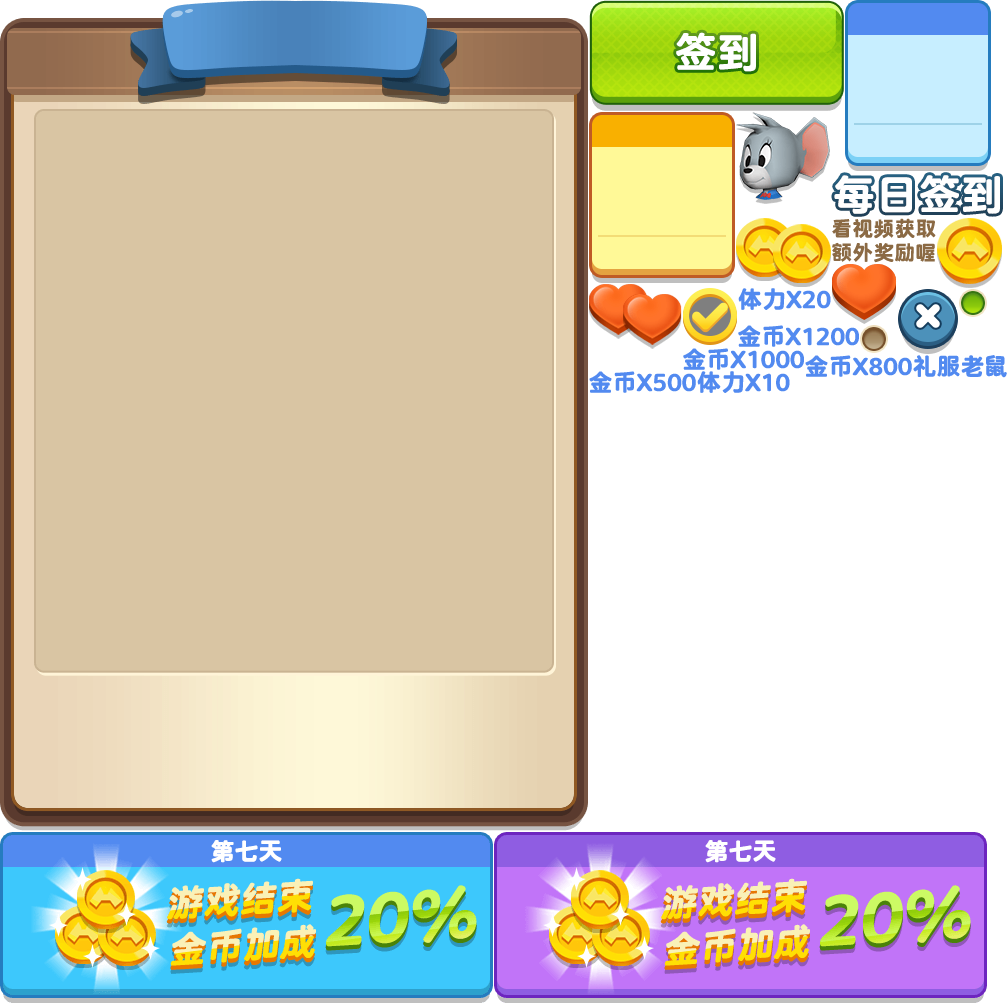 签到
每日签到
看视频获取
额外奖励喔
体力X20
金币X1200
金币X1000
金币X800
礼服老鼠
金币X500
体力X10
第七天
游戏结束
金币加成
20%
第七天
游戏结束
金币加成
20%